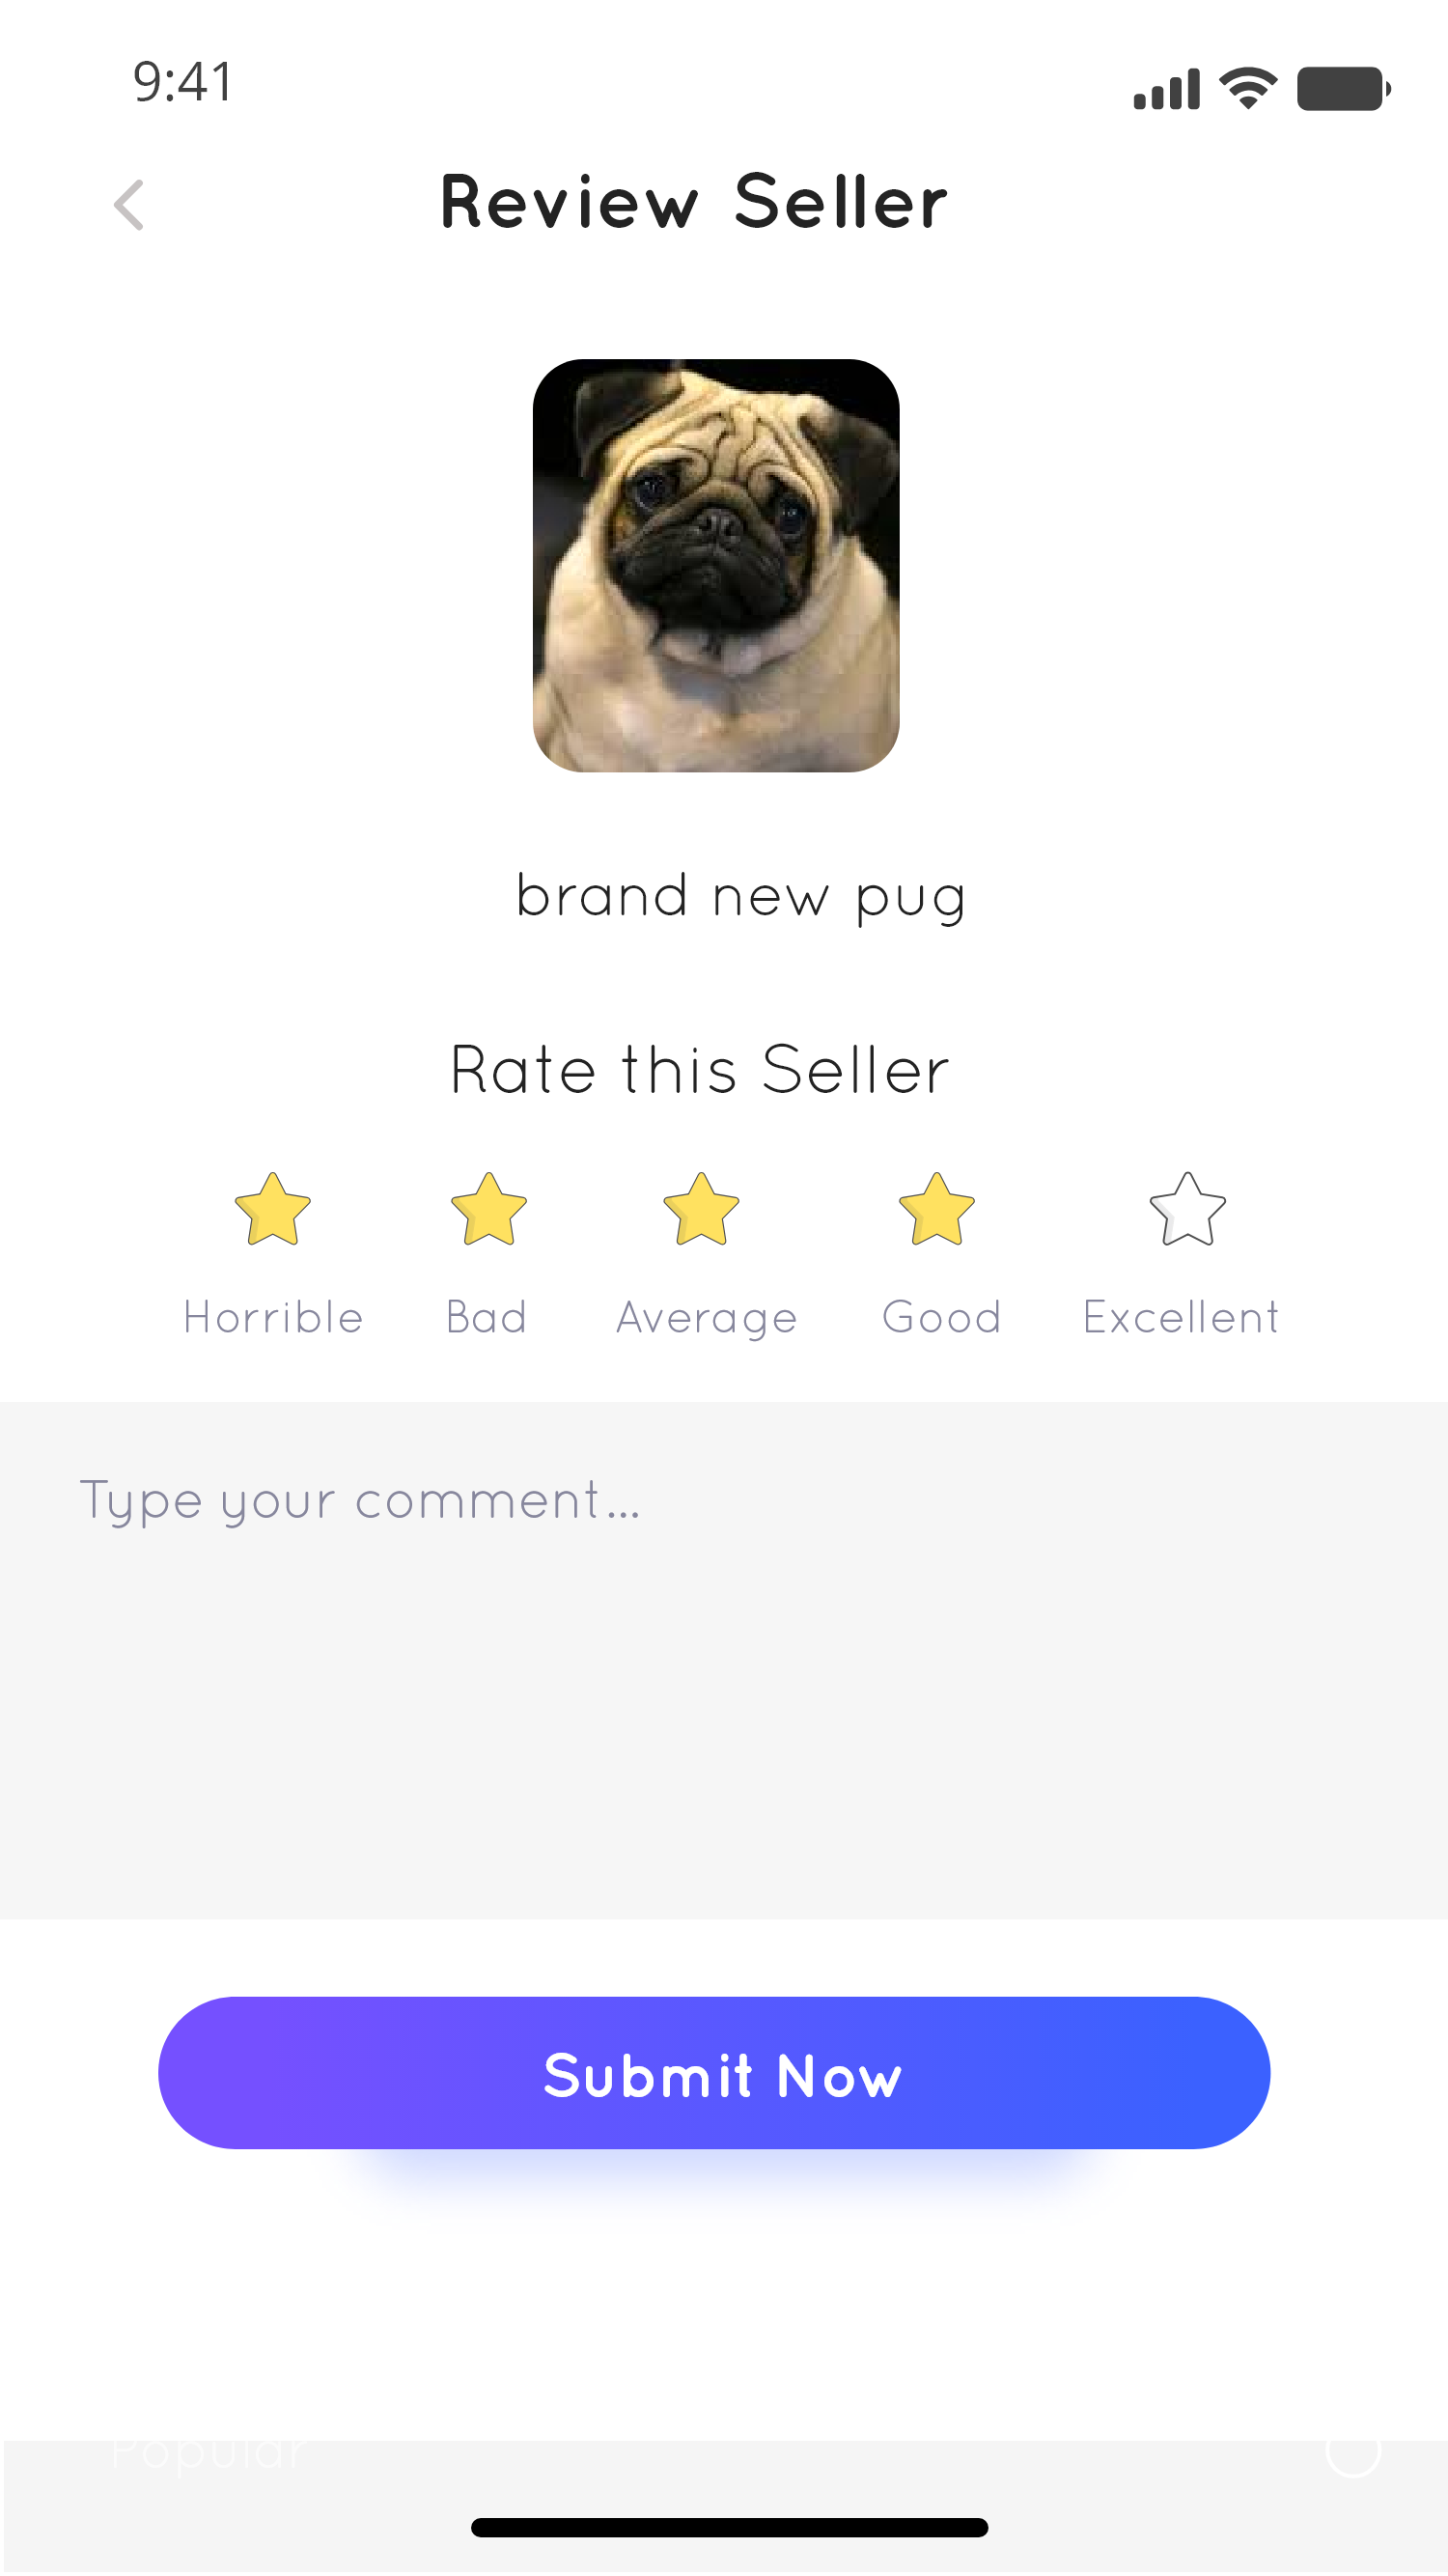 9:41
Review Seller
brand new pug
Rate this Seller
Horrible Bad Average Good Excellent
Type your comment...
Submit Now
Popular